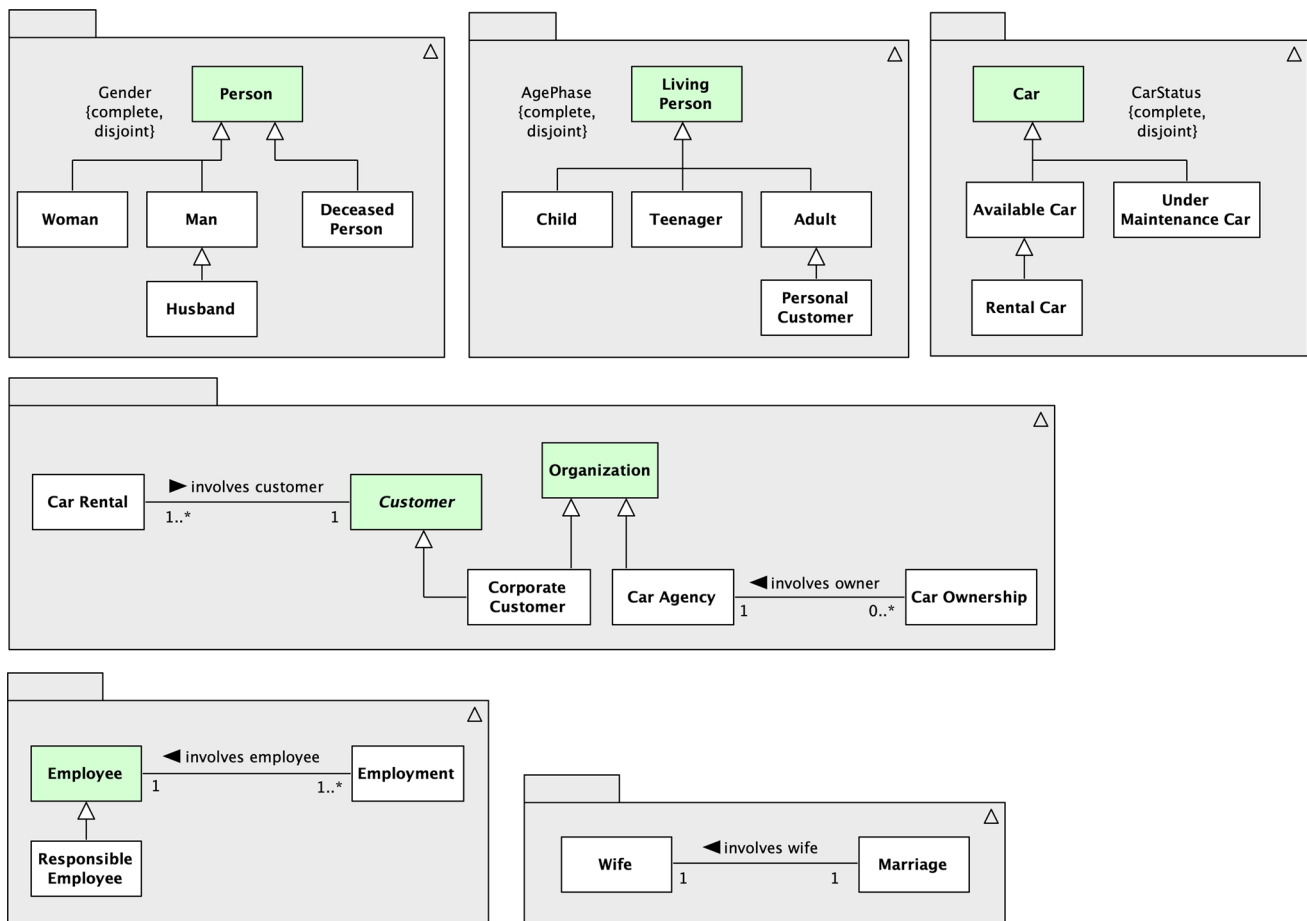 Gender
{complete,
disjoint}
Person
Woman
Man
Deceased
Person
Husband
AgePhase
{complete,
disjoint}
Living
Person
Child
Teenager
Adult
Personal
Customer
Car
CarStatus
{complete,
disjoint}
Available Car
Under
Maintenance Car
Rental Car
Car Rental
involves customer
1..*
1
Customer
Organization
Corporate
Customer
Car Agency
involves owner
1
0..*
Car Ownership
Employee
involves employee
1
1..*
Employment
Responsible
Employee
Wife
involves wife
1
1
Marriage